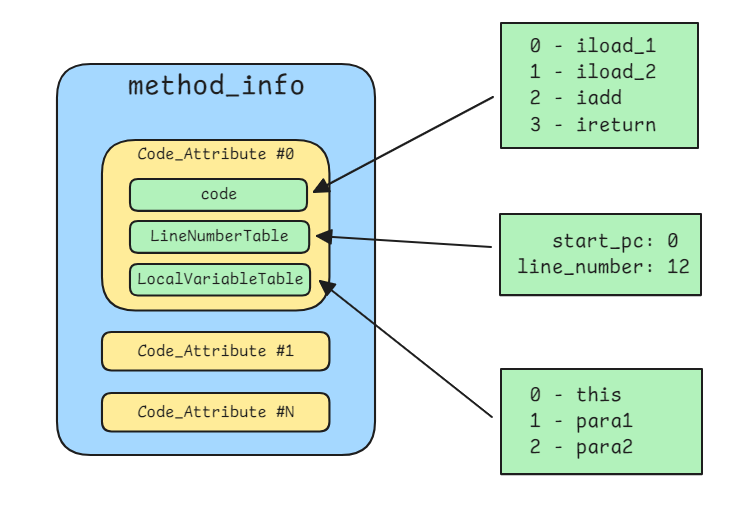 method_info
Code_Attribute #0
code
LineNumberTable
LocalVariableTable
Code_Attribute #1
Code_Attribute #N
0 - iload_1
1 - iload_2
2 - iadd
3 - ireturn
start_pc: 0
line_number: 12
0 - this
1 - para1
2 - para2